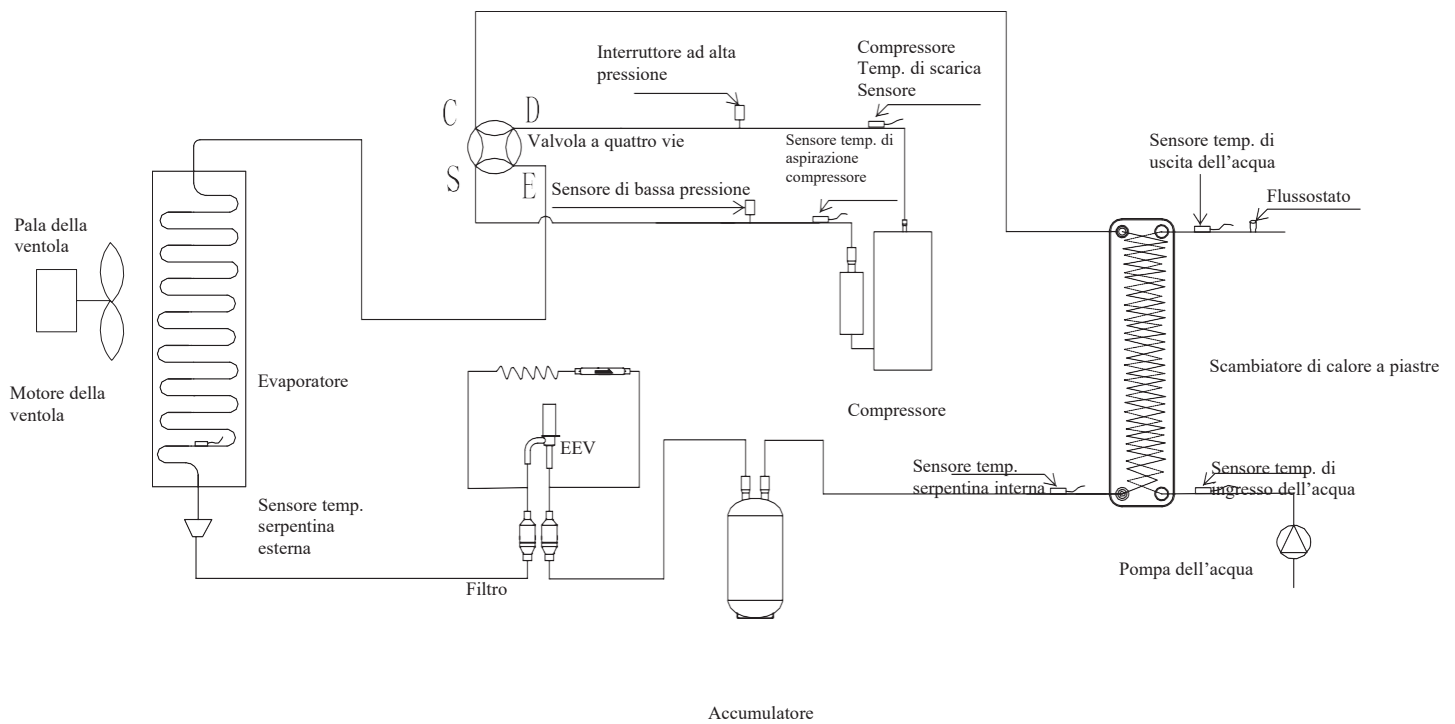 Interruttore ad alta
pressione
Compressore
Temp. di scarica
Sensore
C
D
Valvola a quattro vie
Sensore temp. di
aspirazione
compressore
S
E
Sensore di bassa pressione
Sensore temp. di
uscita dell’acqua
Flussostato
Pala della
ventola
Motore della
ventola
Evaporatore
Scambiatore di calore a piastre
Compressore
EEV
Sensore temp.
serpentina interna
Sensore temp. di
ingresso dell’acqua
Sensore temp.
serpentina
esterna
Filtro
Pompa dell’acqua
Accumulatore